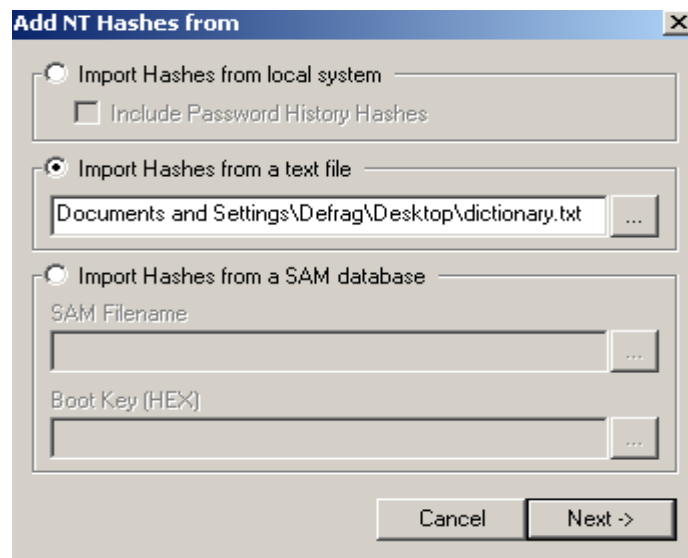 Add NT Hashes from
Import Hashes from local system
Include Password History Hashes
Import Hashes from a text file
Documents and Settings\Defrag\Desktop\dictionary.txt
...
Import Hashes from a SAM database
SAM Filename
...
Boot Key (HEX)
...
Cancel Next ->